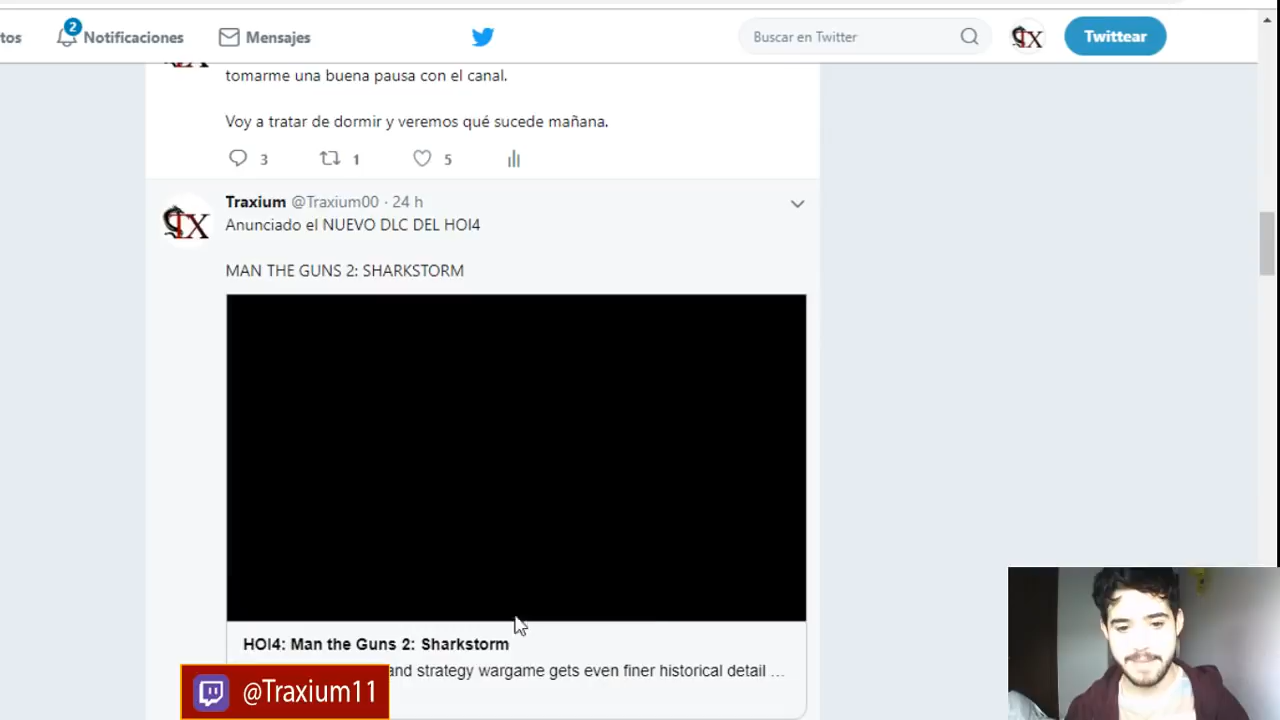 tos
2
Notificaciones
Mensajes
Buscar en Twitter
Twittear
tomarme una buena pausa con el canal.
Voy a tratar de dormir y veremos qué sucede mañana.
3
1
5
Traxium @Traxium00 · 24 h
Anunciado el NUEVO DLC DEL HOI4
MAN THE GUNS 2: SHARKSTORM
HOI4: Man the Guns 2: Sharkstorm
and strategy wargame gets even finer historical detail ...
@Traxium11